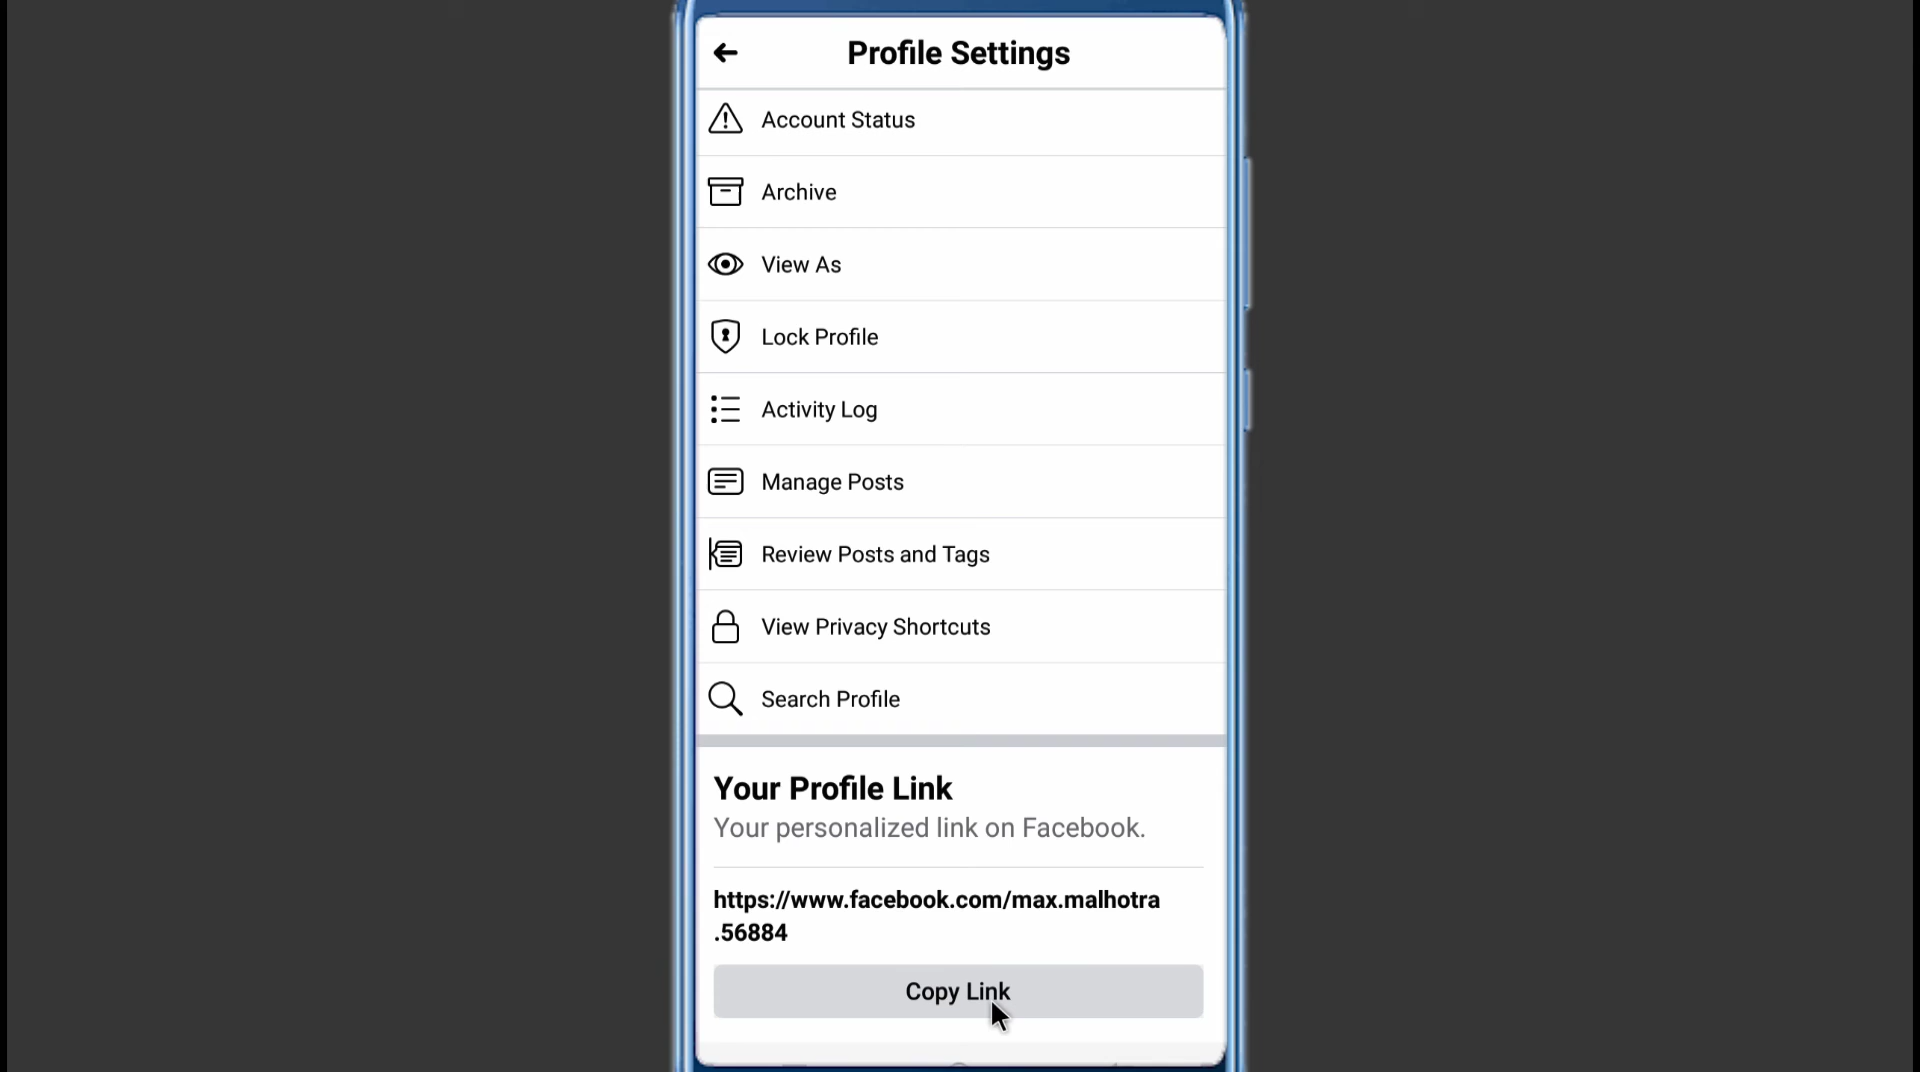 Profile Settings
Account Status
Archive
View As
Lock Profile
Activity Log
Manage Posts
Review Posts and Tags
View Privacy Shortcuts
Search Profile
Your Profile Link
Your personalized link on Facebook.
https://www.facebook.com/max.malhotra
.56884
Copy Link